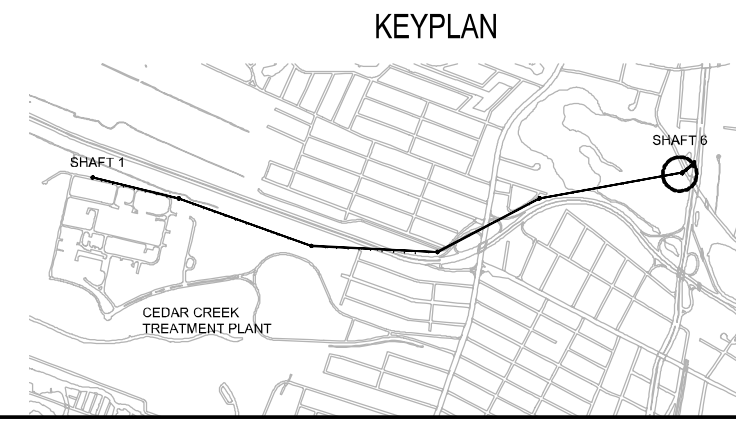 KEYPLAN
SHAFT 6
SHAFT 1
CEDAR CREEK
TREATMENT PLANT